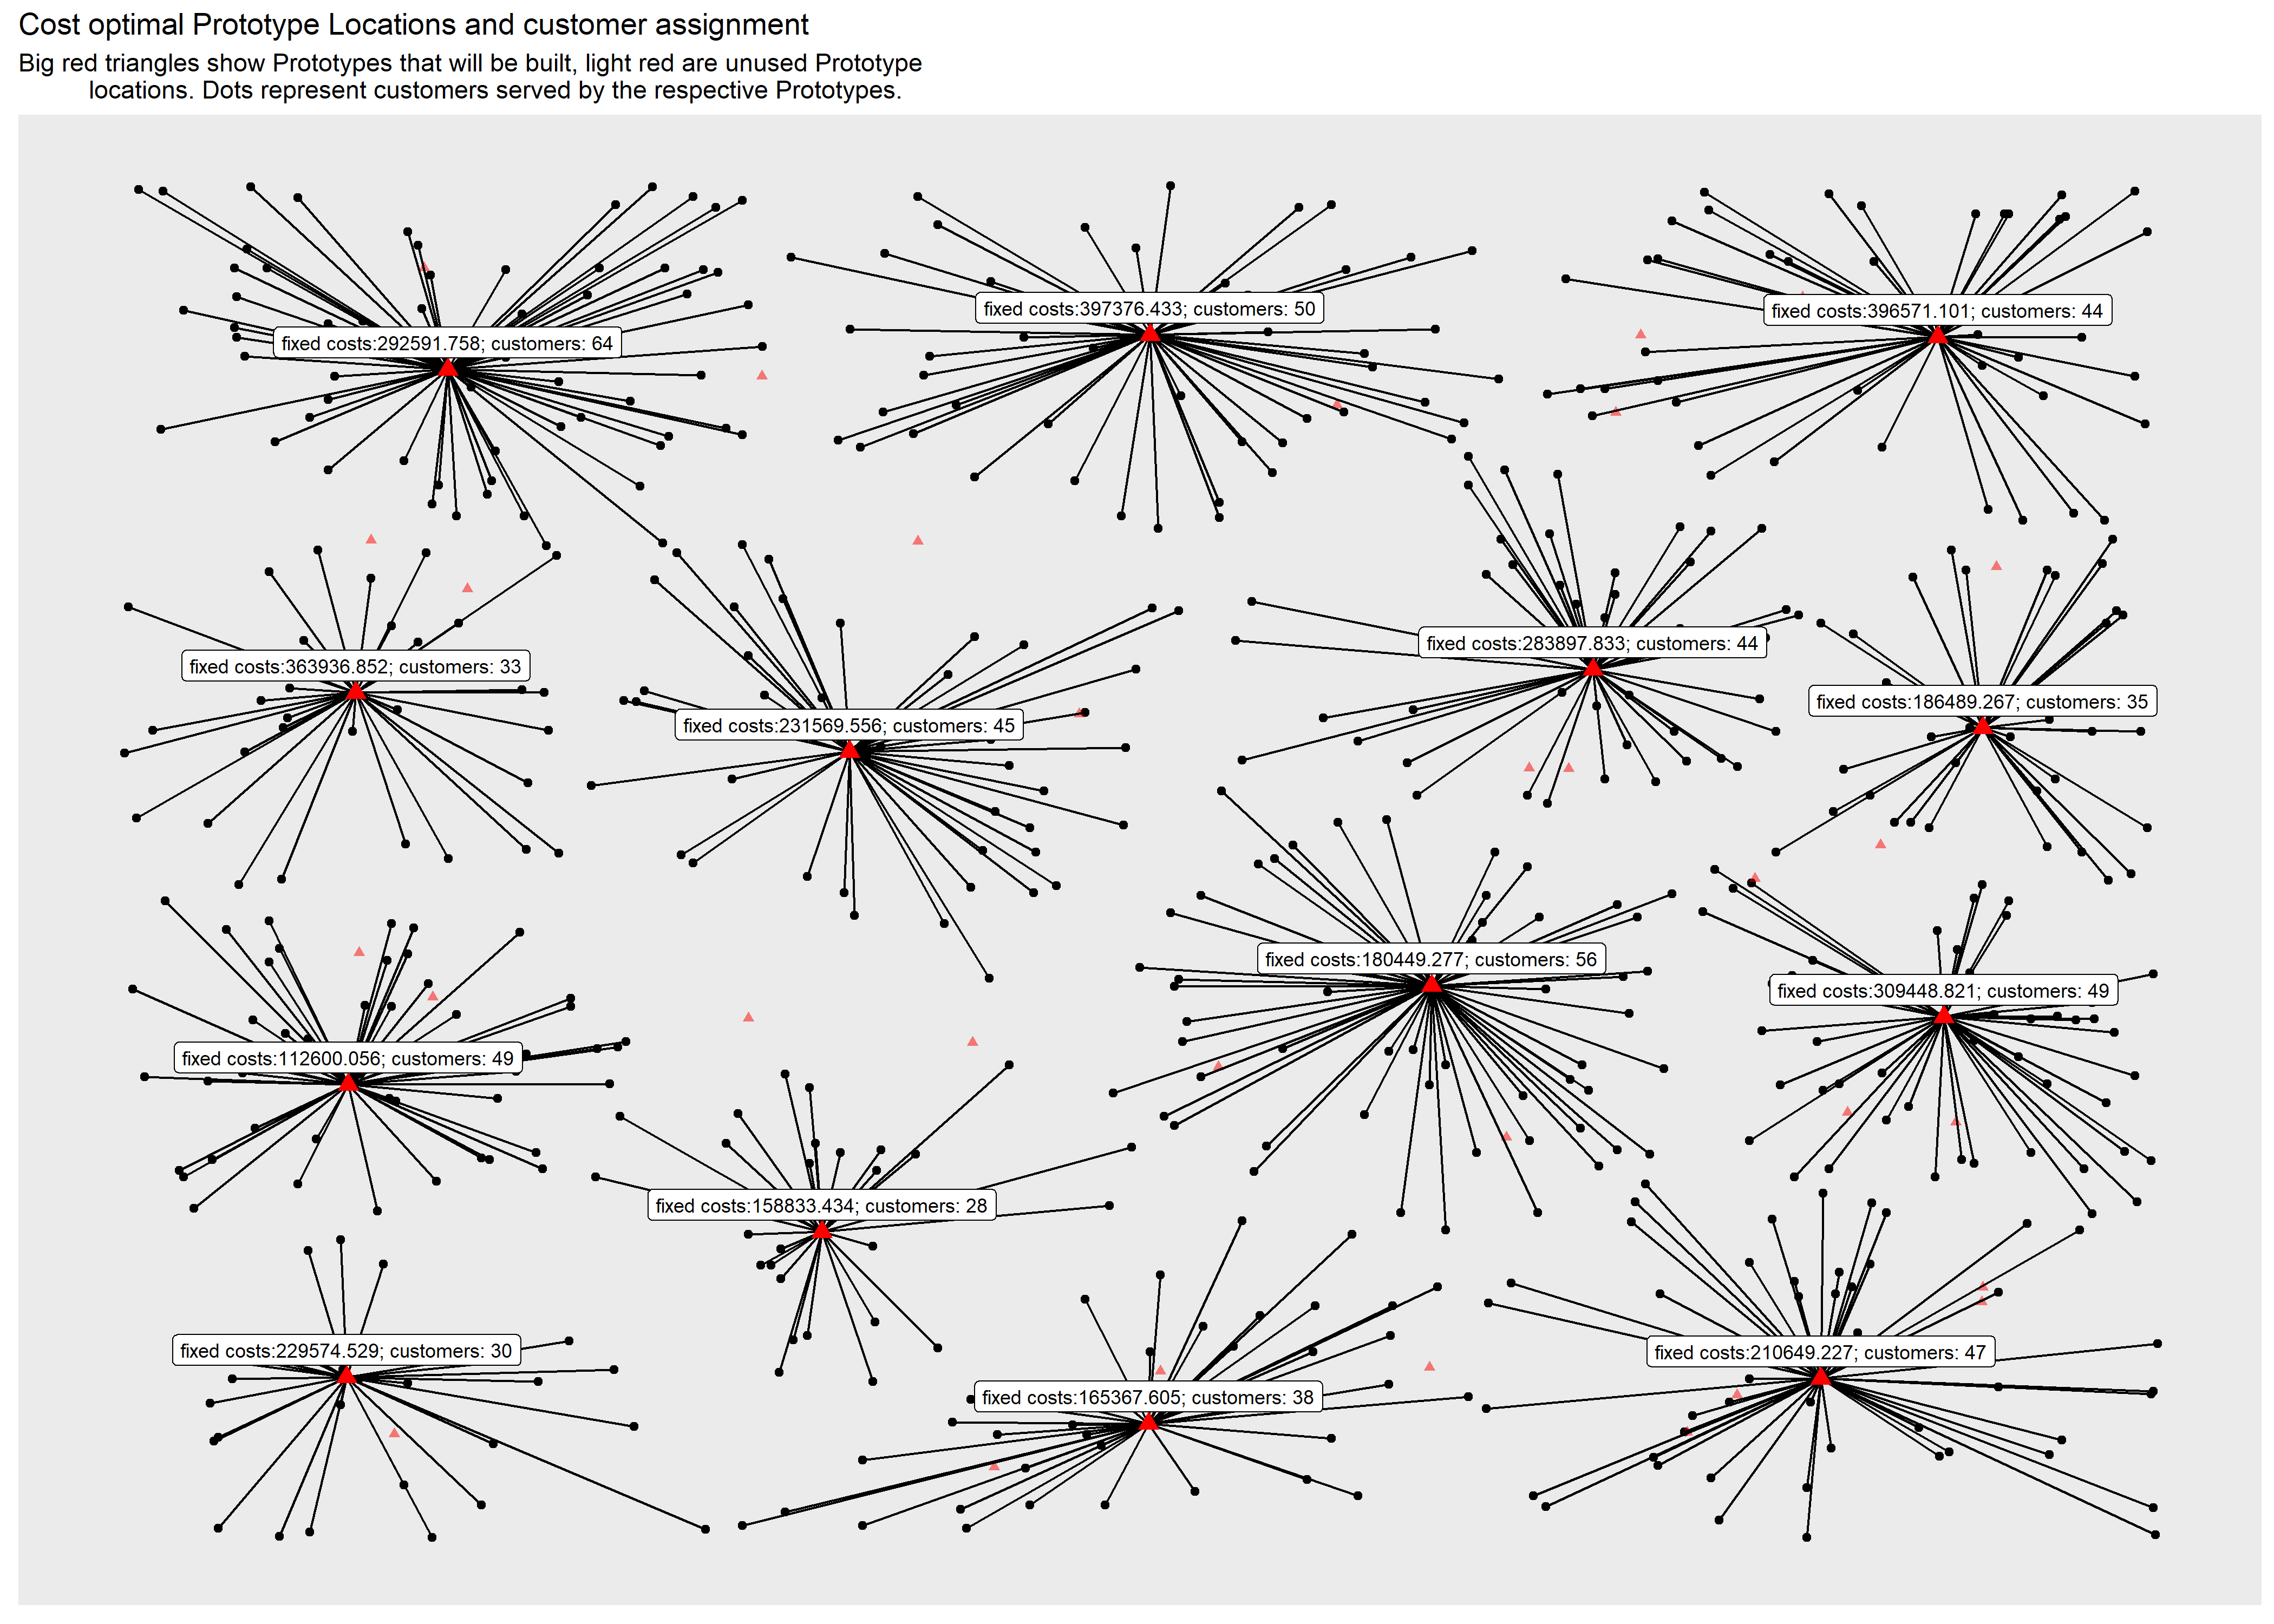 Cost optimal Prototype Locations and customer assignment
Big red triangles show Prototypes that will be built, light red are unused Prototype
locations. Dots represent customers served by the respective Prototypes.
fixed costs:397376.433; customers: 50
fixed costs:396571.101; customers: 44
fixed costs:292591.758; customers: 64
fixed costs:283897.833; customers: 44
fixed costs:363936.852; customers: 33
fixed costs:186489.267; customers: 35
fixed costs:231569.556; customers: 45
fixed costs:180449.277; customers: 56
fixed costs:309448.821; customers: 49
fixed costs:112600.056; customers: 49
fixed costs:158833.434; customers: 28
fixed costs:229574.529; customers: 30
fixed costs:210649.227; customers: 47
fixed costs:165367.605; customers: 38